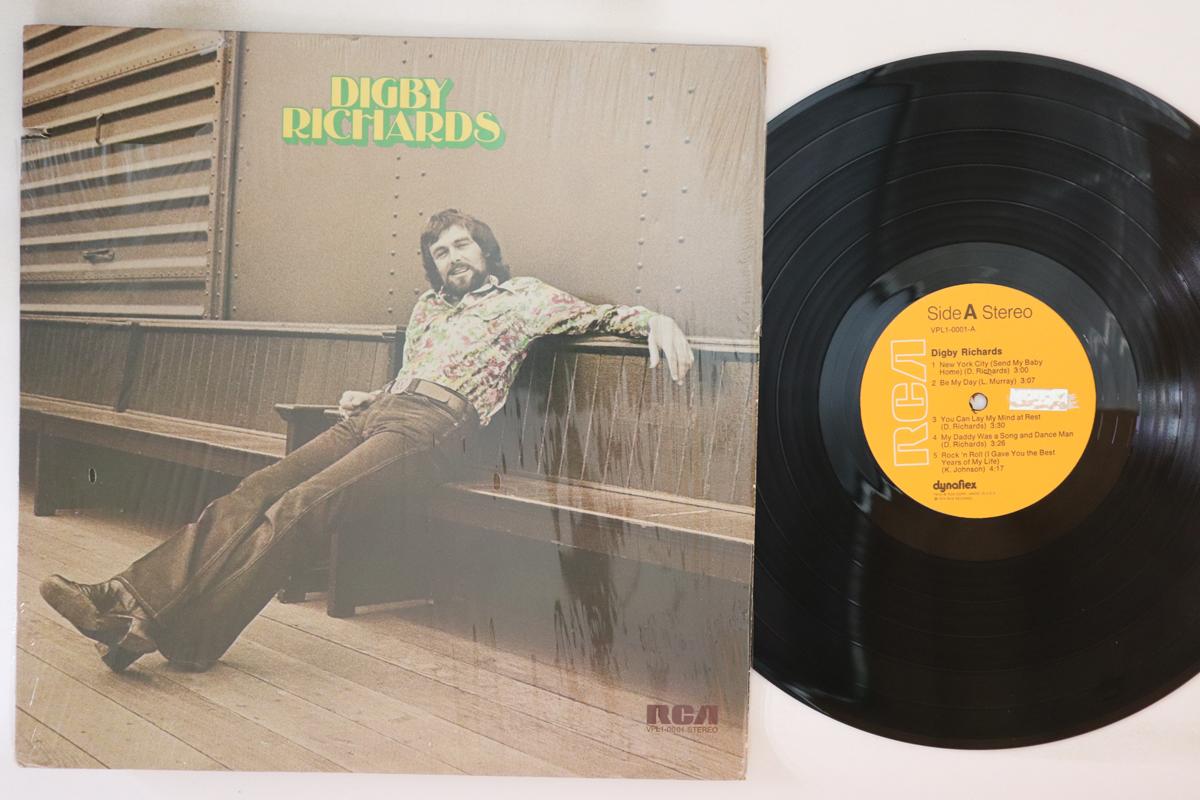 DIGBY
RICHARDS
RCA
VPL1-0001 STEREO
Side A Stereo
VPL1-0001-A
RCA
Digby Richards
1 New York City (Send My Baby
Home) (D. Richards) 3:00
2 Be My Day (L. Murray) 3:07
3 You Can Lay My Mind at Rest
(D. Richards) 3:30
4 My Daddy Was a Song and Dance Man
(D. Richards) 3:26
5 Rock 'n Roll (I Gave You the Best
Years of My Life)
(K. Johnson) 4:17
dynaflex